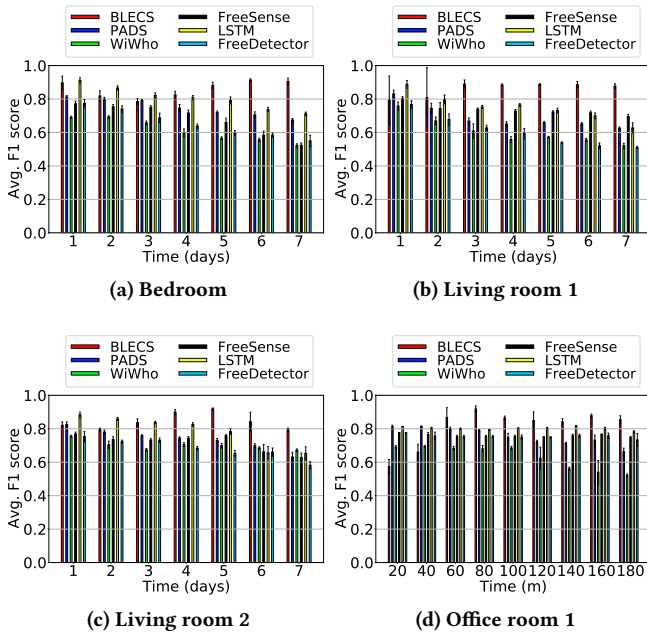 BLECS FreeSense BLECS FreeSense
PADS LSTM PADS LSTM
WiWho FreeDetector WiWho FreeDetector
1.0 1.0
0.8 0.8
0.6 0.6
0.4 0.4
0.2 0.2
0.0 0.0
Avg. F1 score Avg. F1 score
1 2 3 4 5 6 7 1 2 3 4 5 6 7
Time (days) Time (days)
(a) Bedroom (b) Living room 1
BLECS FreeSense BLECS FreeSense
PADS LSTM PADS LSTM
WiWho FreeDetector WiWho FreeDetector
1.0 1.0
0.8 0.8
0.6 0.6
0.4 0.4
0.2 0.2
0.0 0.0
Avg. F1 score Avg. F1 score
1 2 3 4 5 6 7 20 40 60 80 100 120 140 160 180
Time (days) Time (m)
(c) Living room 2 (d) Office room 1